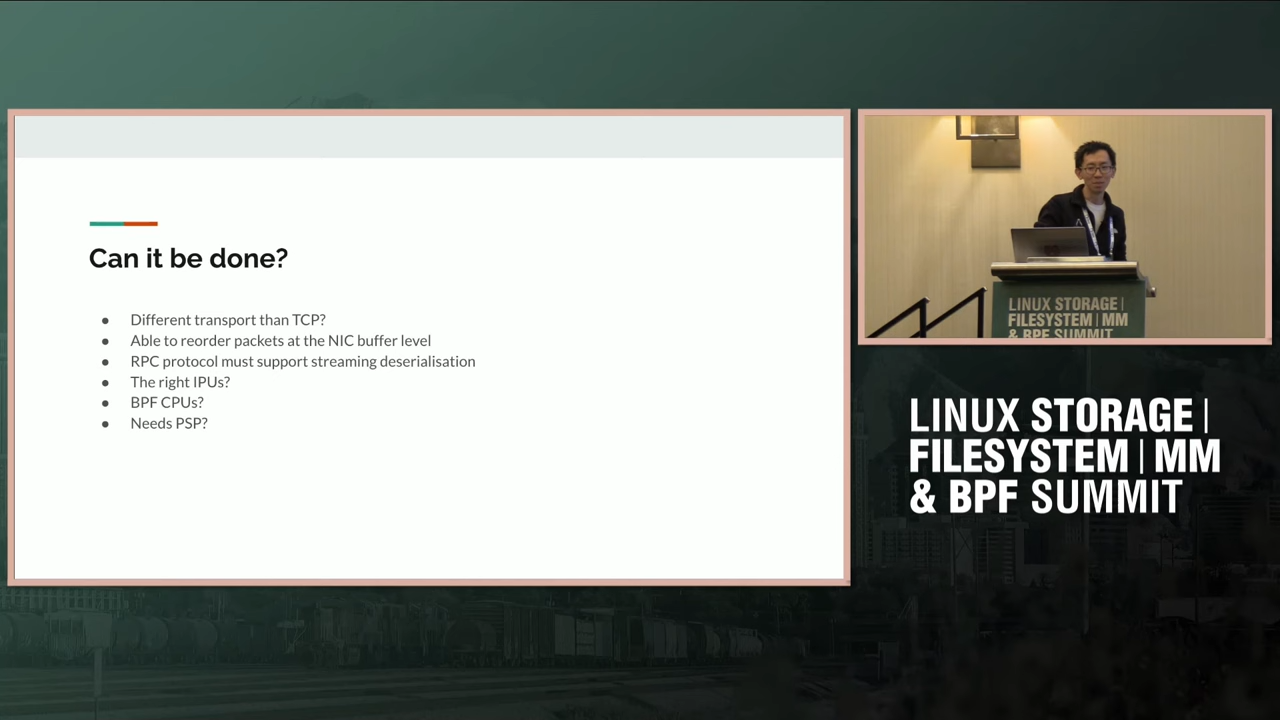 Can it be done?
● Different transport than TCP?
● Able to reorder packets at the NIC buffer level
● RPC protocol must support streaming deserialisation
● The right IPUs?
● BPF CPUs?
● Needs PSP?
LINUX STORAGE |
FILESYSTEM | MM
& BPF SUMMIT
LINUX STORAGE |
FILESYSTEM | MM
& BPF SUMMIT